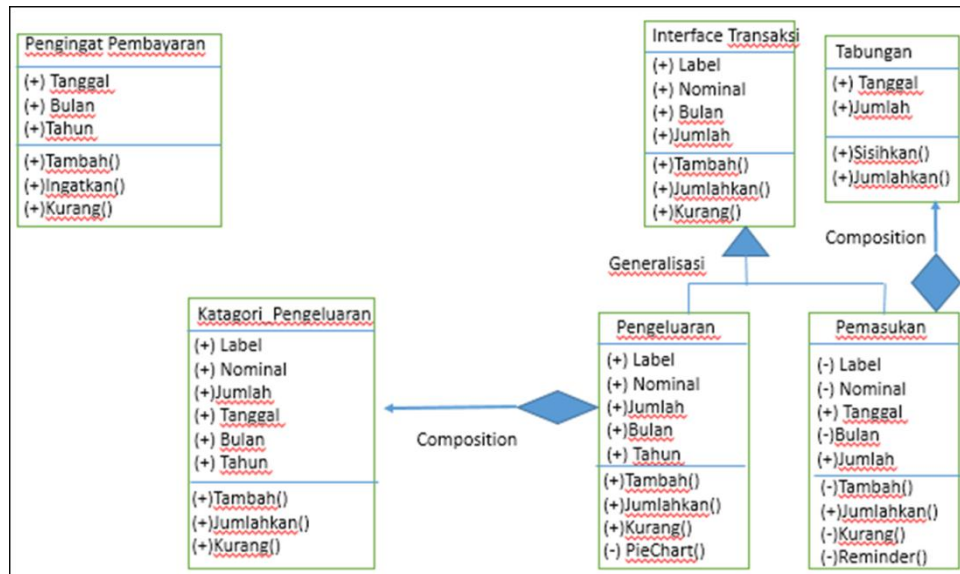 Pengingat Pembayaran
(+) Tanggal
(+) Bulan
(+)Tahun
(+)Tambah()
(+)Ingatkan()
(+)Kurang()
Interface Transaksi
(+) Label
(+) Nominal
(+) Bulan
(+)Jumlah
(+)Tambah()
(+)Jumlahkan()
(+)Kurang()
Tabungan
(+) Tanggal
(+)Jumlah
(+)Sisihkan()
(+)Jumlahkan()
Composition
Generalisasi
Katagori_Pengeluaran
(+) Label
(+) Nominal
(+)Jumlah
(+) Tanggal
(+) Bulan
(+) Tahun
(+)Tambah()
(+)Jumlahkan()
(+)Kurang()
Composition
Pengeluaran
(+) Label
(+) Nominal
(+)Jumlah
(+)Bulan
(+) Tahun
(+)Tambah()
(+)Jumlahkan()
(+)Kurang()
(-) PieChart()
Pemasukan
(-) Label
(-) Nominal
(+) Tanggal
(-)Bulan
(+)Jumlah
(-)Tambah()
(+)Jumlahkan()
(-)Kurang()
(-)Reminder()